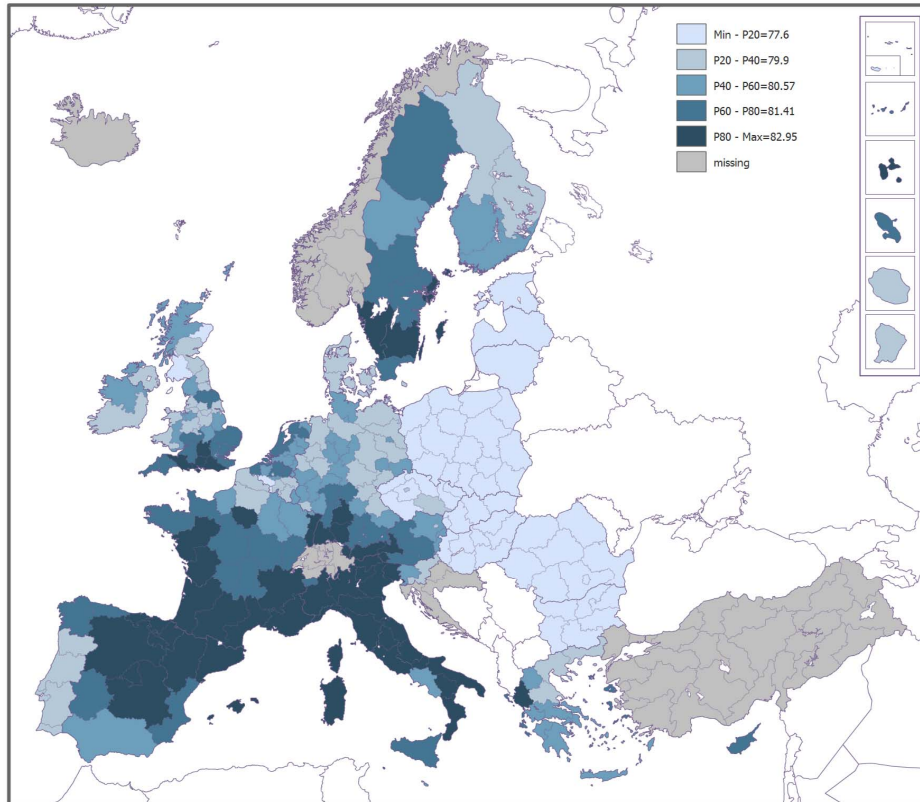 Min - P20=77.6
P20 - P40=79.9
P40 - P60=80.57
P60 - P80=81.41
P80 - Max=82.95
missing